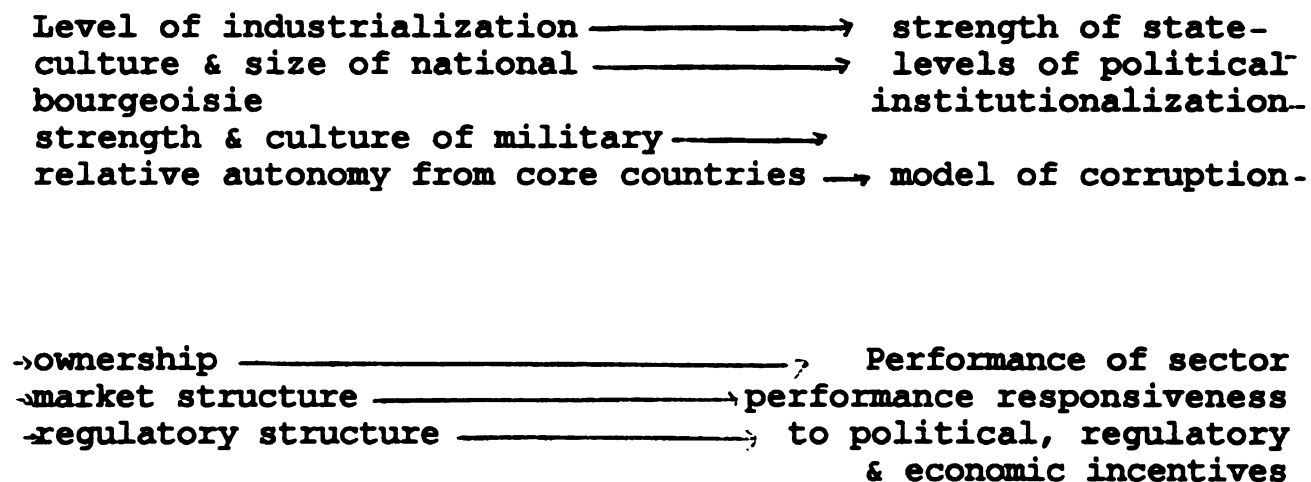 Level of industrialization → strength of state-
culture & size of national → levels of political-
bourgeoisie institutionalization-
strength & culture of military →
relative autonomy from core countries → model of corruption-
→ownership → Performance of sector
→market structure → performance responsiveness
→regulatory structure → to political, regulatory
& economic incentives